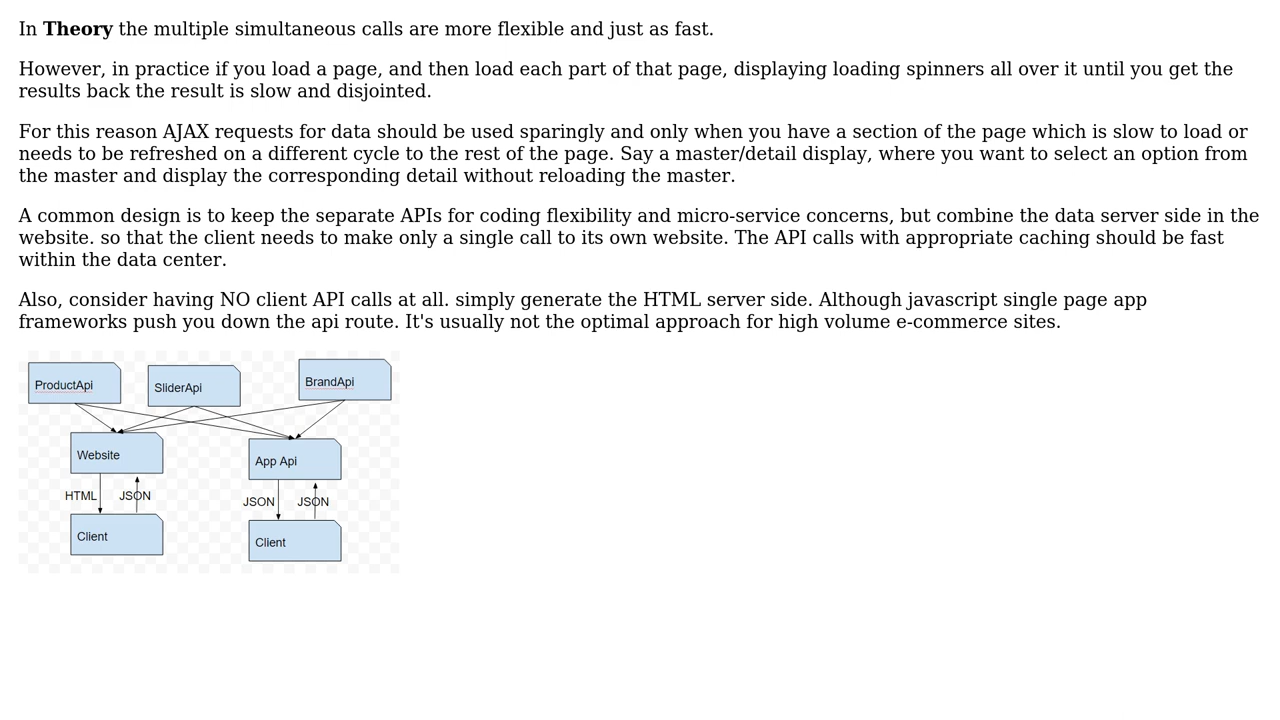 In Theory the multiple simultaneous calls are more flexible and just as fast.
However, in practice if you load a page, and then load each part of that page, displaying loading spinners all over it until you get the
results back the result is slow and disjointed.
For this reason AJAX requests for data should be used sparingly and only when you have a section of the page which is slow to load or
needs to be refreshed on a different cycle to the rest of the page. Say a master/detail display, where you want to select an option from
the master and display the corresponding detail without reloading the master.
A common design is to keep the separate APIs for coding flexibility and micro-service concerns, but combine the data server side in the
website. so that the client needs to make only a single call to its own website. The API calls with appropriate caching should be fast
within the data center.
Also, consider having NO client API calls at all. simply generate the HTML server side. Although javascript single page app
frameworks push you down the api route. It's usually not the optimal approach for high volume e-commerce sites.
ProductApi
SliderApi
BrandApi
Website
App Api
HTML
JSON
JSON
JSON
Client
Client